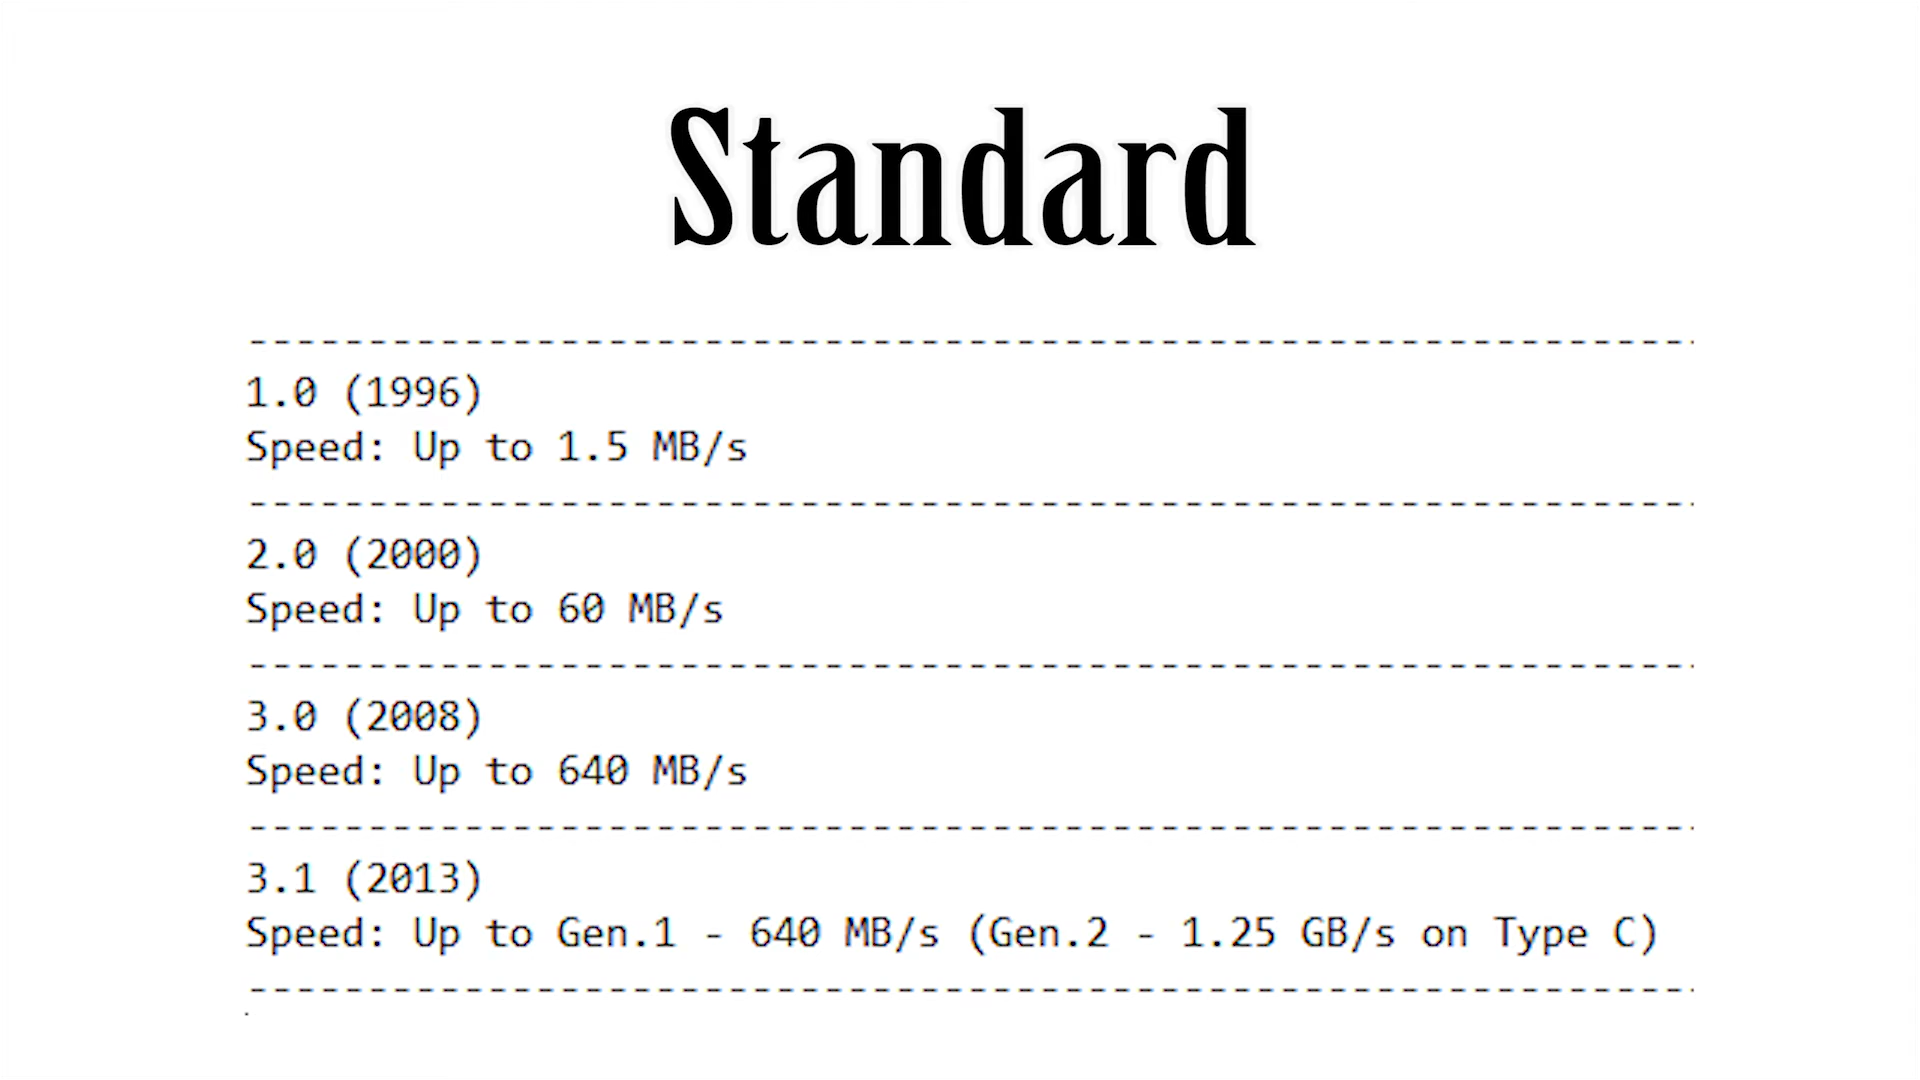 Standard
1.0 (1996)
Speed: Up to 1.5 MB/s
2.0 (2000)
Speed: Up to 60 MB/s
3.0 (2008)
Speed: Up to 640 MB/s
3.1 (2013)
Speed: Up to Gen.1 - 640 MB/s (Gen.2 - 1.25 GB/s on Type C)